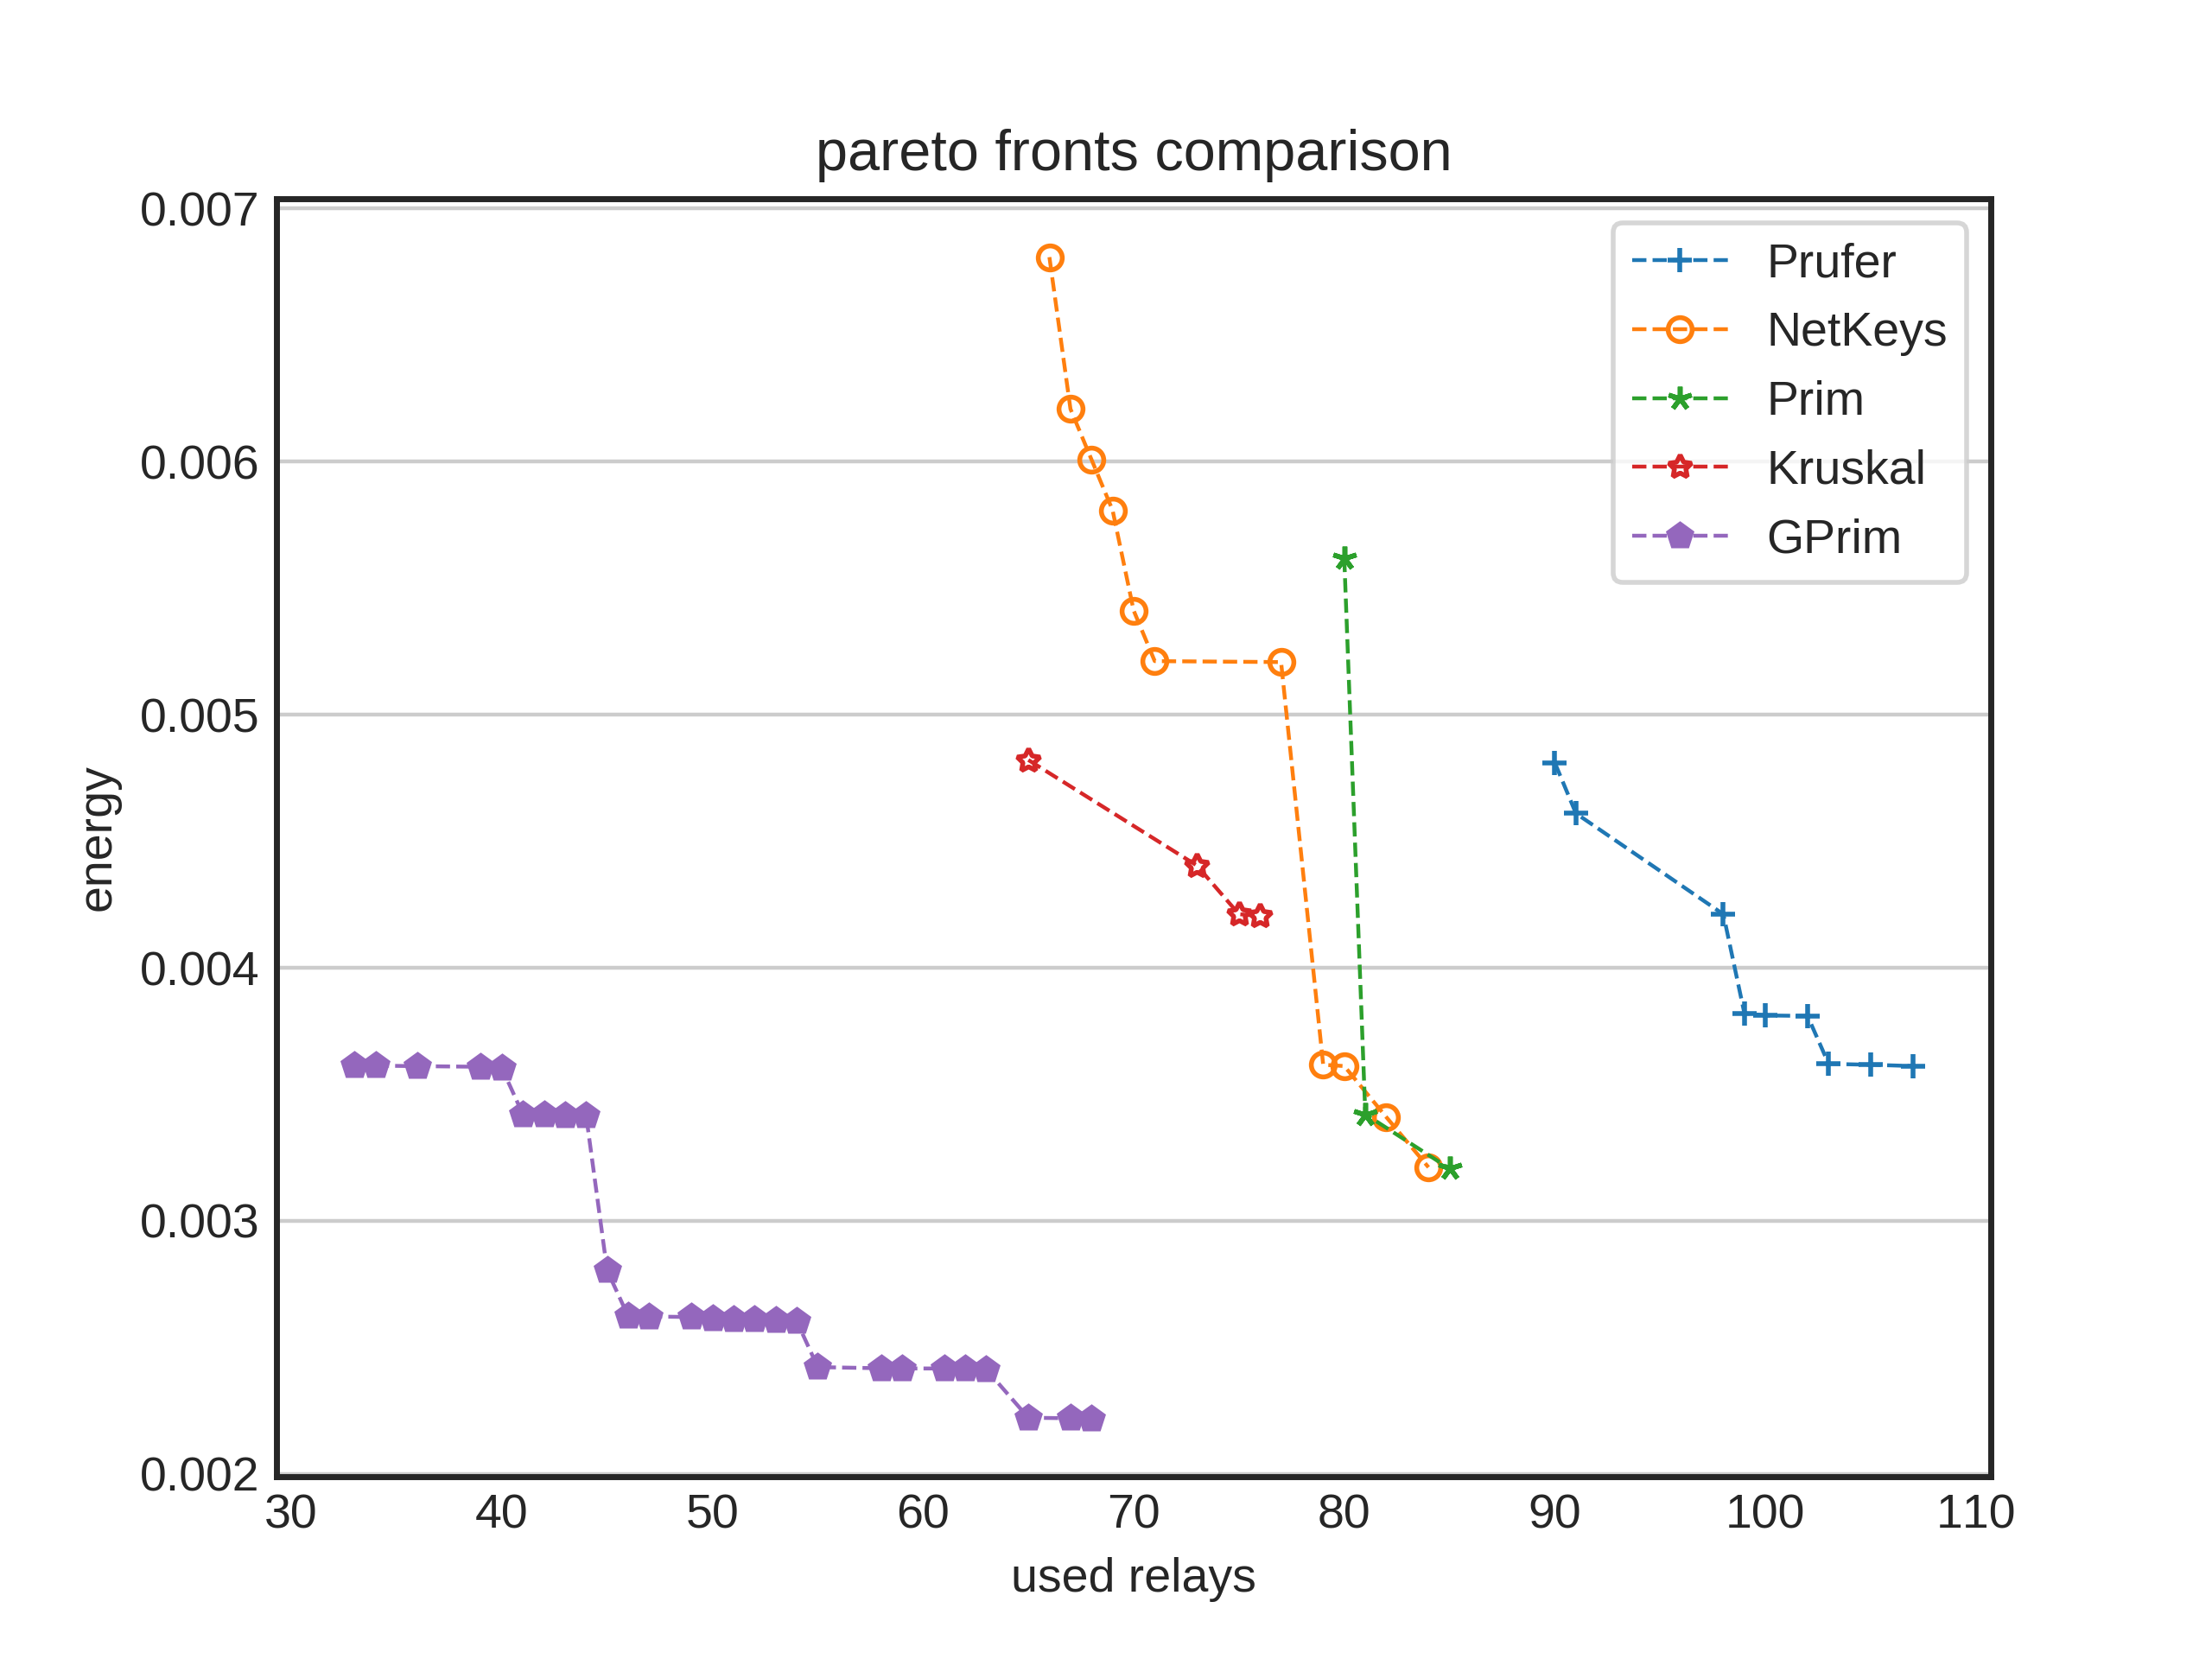 pareto fronts comparison
0.007
0.006
0.005
0.004
0.003
0.002
energy
Prufer
NetKeys
Prim
Kruskal
GPrim
30 40 50 60 70 80 90 100 110
used relays